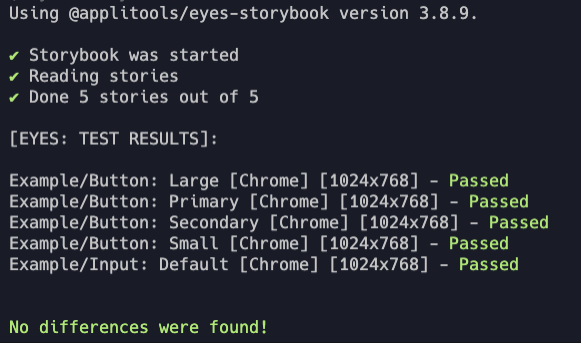 Using @applitools/eyes-storybook version 3.8.9.
✔ Storybook was started
✔ Reading stories
✔ Done 5 stories out of 5
[EYES: TEST RESULTS]:
Example/Button: Large [Chrome] [1024x768] - Passed
Example/Button: Primary [Chrome] [1024x768] - Passed
Example/Button: Secondary [Chrome] [1024x768] - Passed
Example/Button: Small [Chrome] [1024x768] - Passed
Example/Input: Default [Chrome] [1024x768] - Passed
No differences were found!